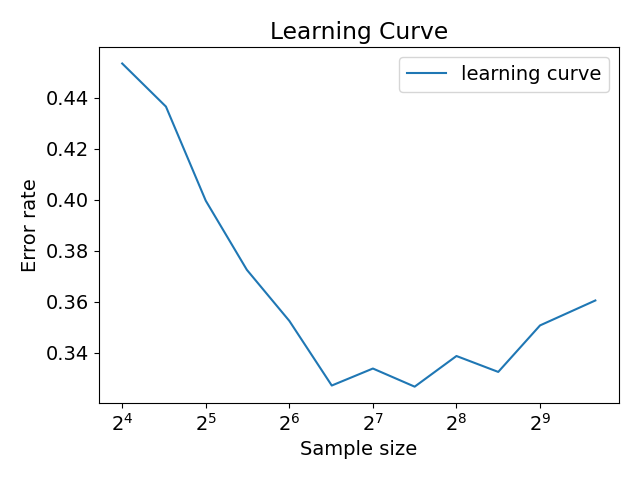 Learning Curve
learning curve
Error rate
0.44
0.42
0.40
0.38
0.36
0.34
2⁴ 2⁵ 2⁶ 2⁷ 2⁸ 2⁹
Sample size